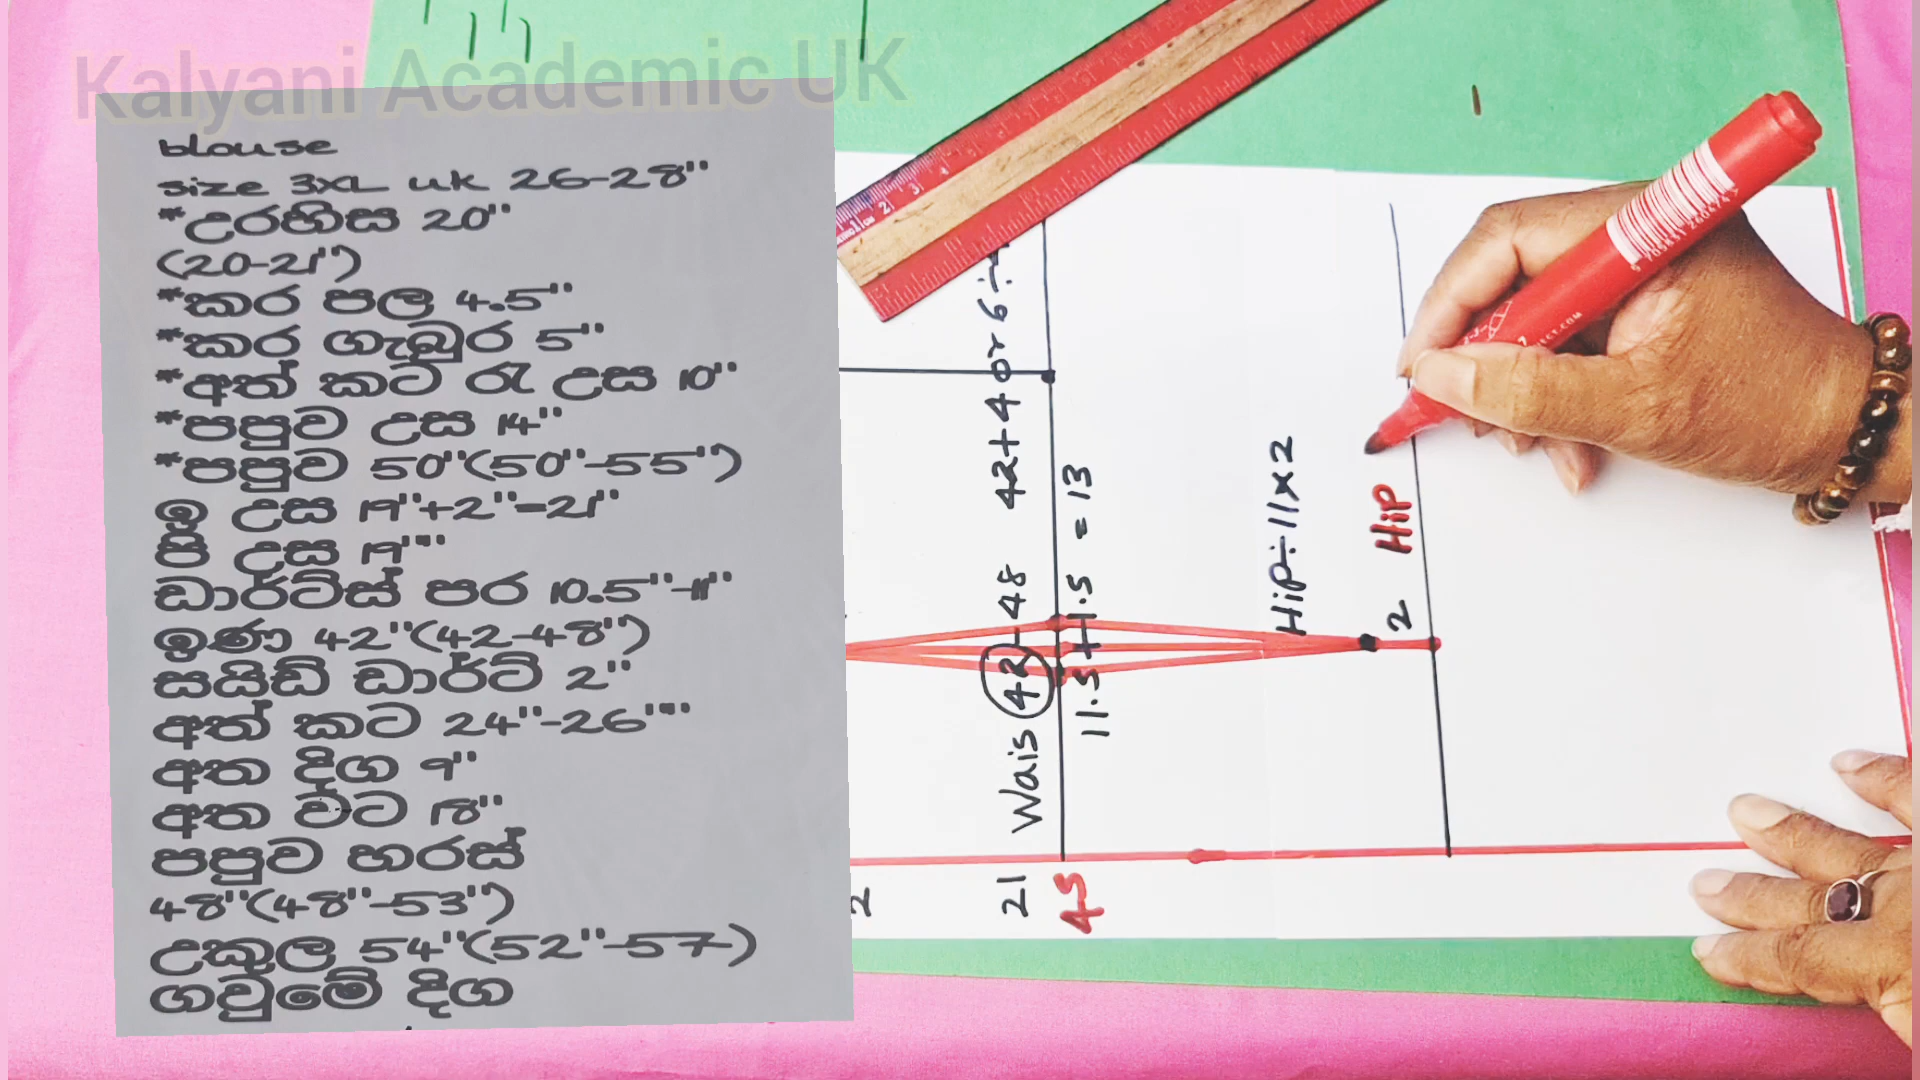 Kalyani Academic UK
blouse
size 3XL uk 26-28"
*උරහිස 20"
(20-21")
*කර පල 4.5"
*කර ගැබුර 5"
*අත් කට රැ උස 10"
*පපුව උස 14"
*පපුව 50"(50"-55")
ඉ උස 19"+2"=21"
පි උස 19""
ඩාර්ට්ස් පර 10.5"-11"
ඉණ 42"(42-48")
සයිඩ් ඩාර්ට් 2"
අත් කට 24"-26""
අත දිග 9"
අත වට 18"
පපුව හරස්
48"(48"-53")
උකුල 54"(52"-57)
ගවුමේ දිග
2
21 Wais 42-48 42+4 or 6÷
AS 11.5+1.5 = 13
Hip÷11x2
2 Hip